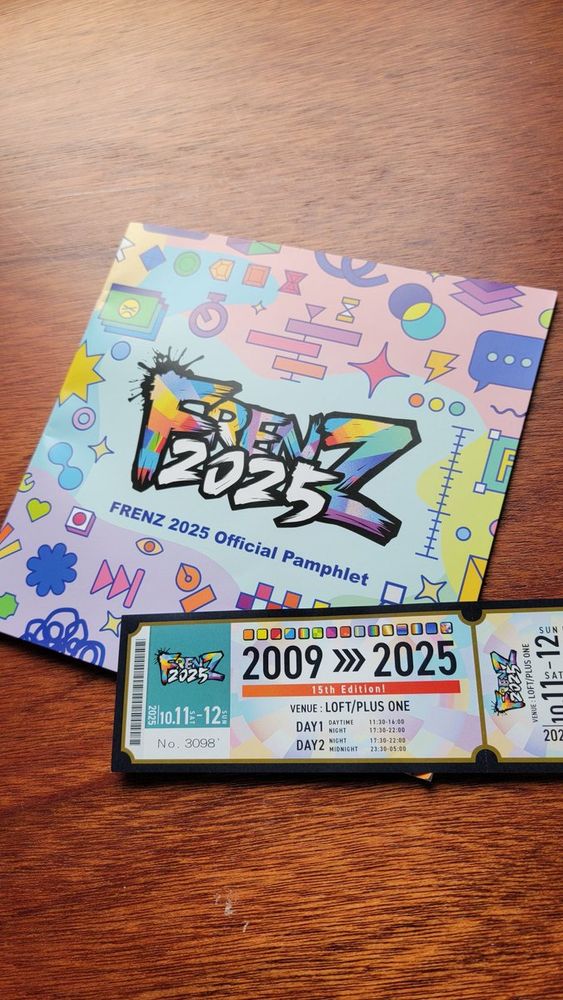 FRENZ
2025
FRENZ 2025 Official Pamphlet
FRENZ
2025
2025 10.11 SAT - 12 SUN
No. 3098
2009 >>> 2025
15th Edition!
VENUE : LOFT/PLUS ONE
DAY1 DAYTIME 11:30-16:00
NIGHT 17:30-22:00
DAY2 NIGHT 17:30-22:00
MIDNIGHT 23:30-05:00
FRENZ
2025
VENUE : LOFT/PLUS ONE
10.11 SAT - 12 SUN
202